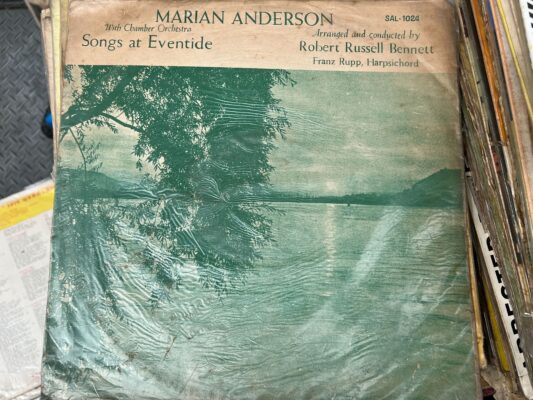 MARIAN ANDERSON
SAL-1024
With Chamber Orchestra
Arranged and conducted by
Songs at Eventide
Robert Russell Bennett
Franz Rupp, Harpsichord